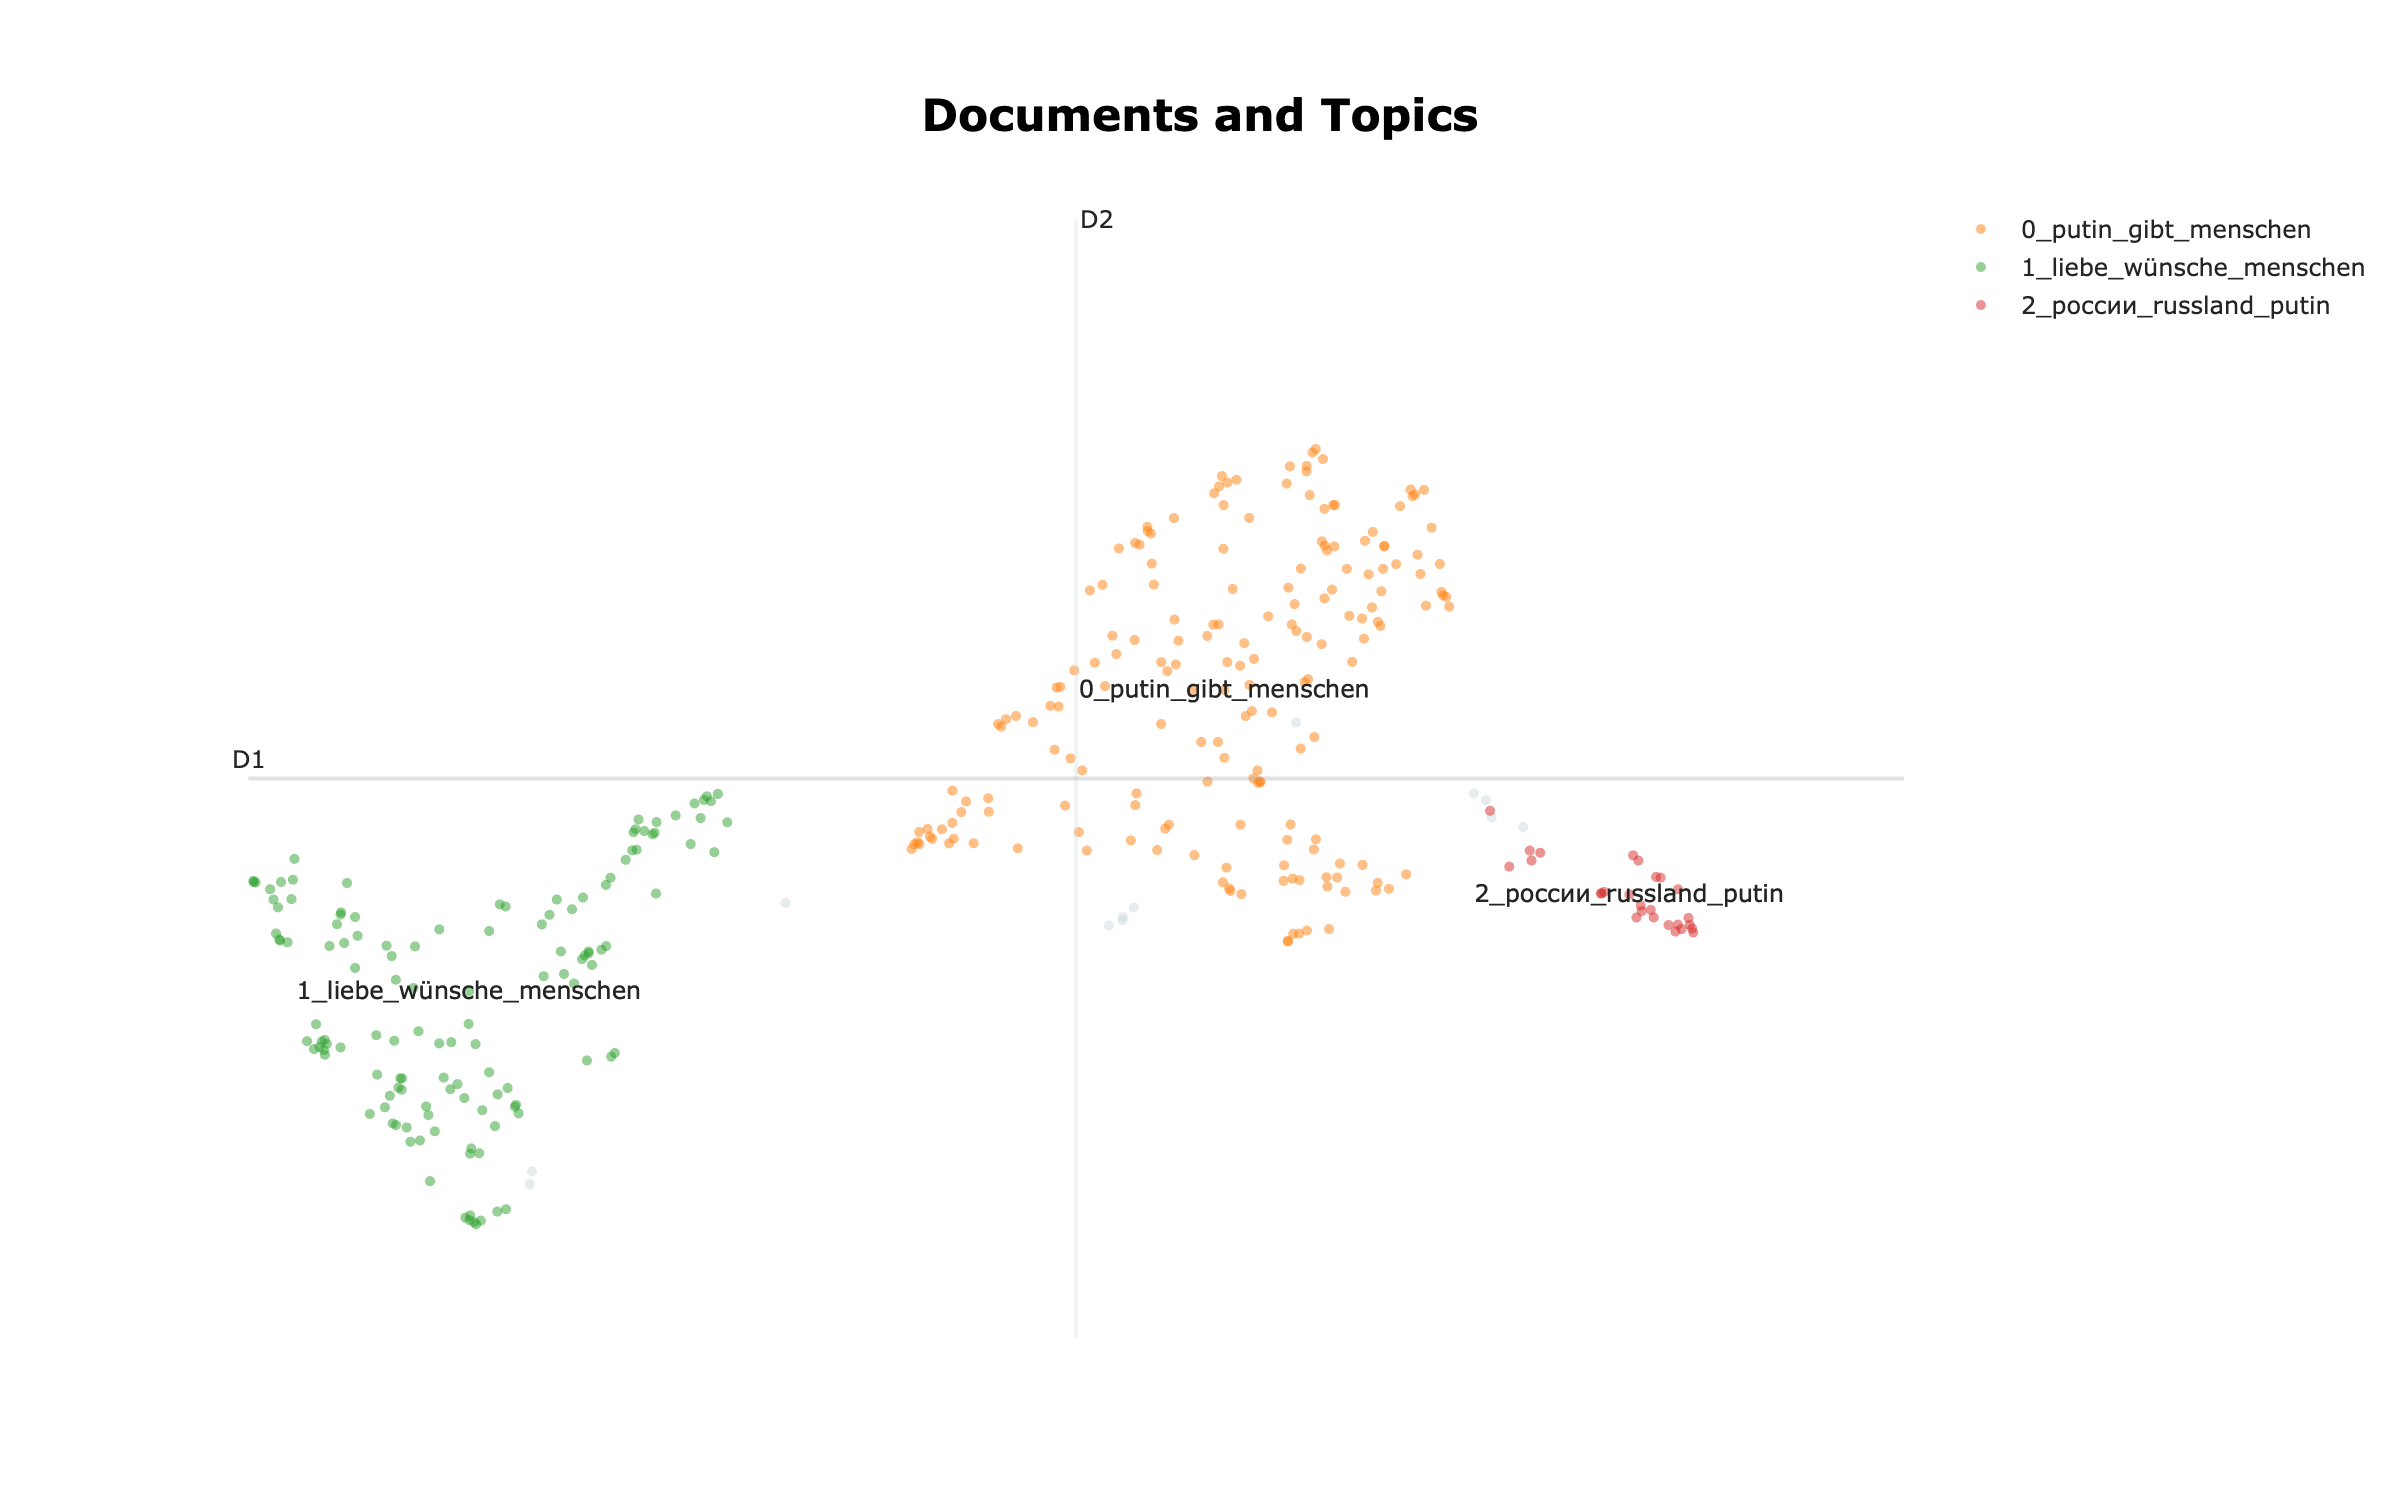 Documents and Topics
D2
0_putin_gibt_menschen
1_liebe_wünsche_menschen
2_россии_russland_putin
0_putin_gibt_menschen
D1
2_россии_russland_putin
1_liebe_wünsche_menschen